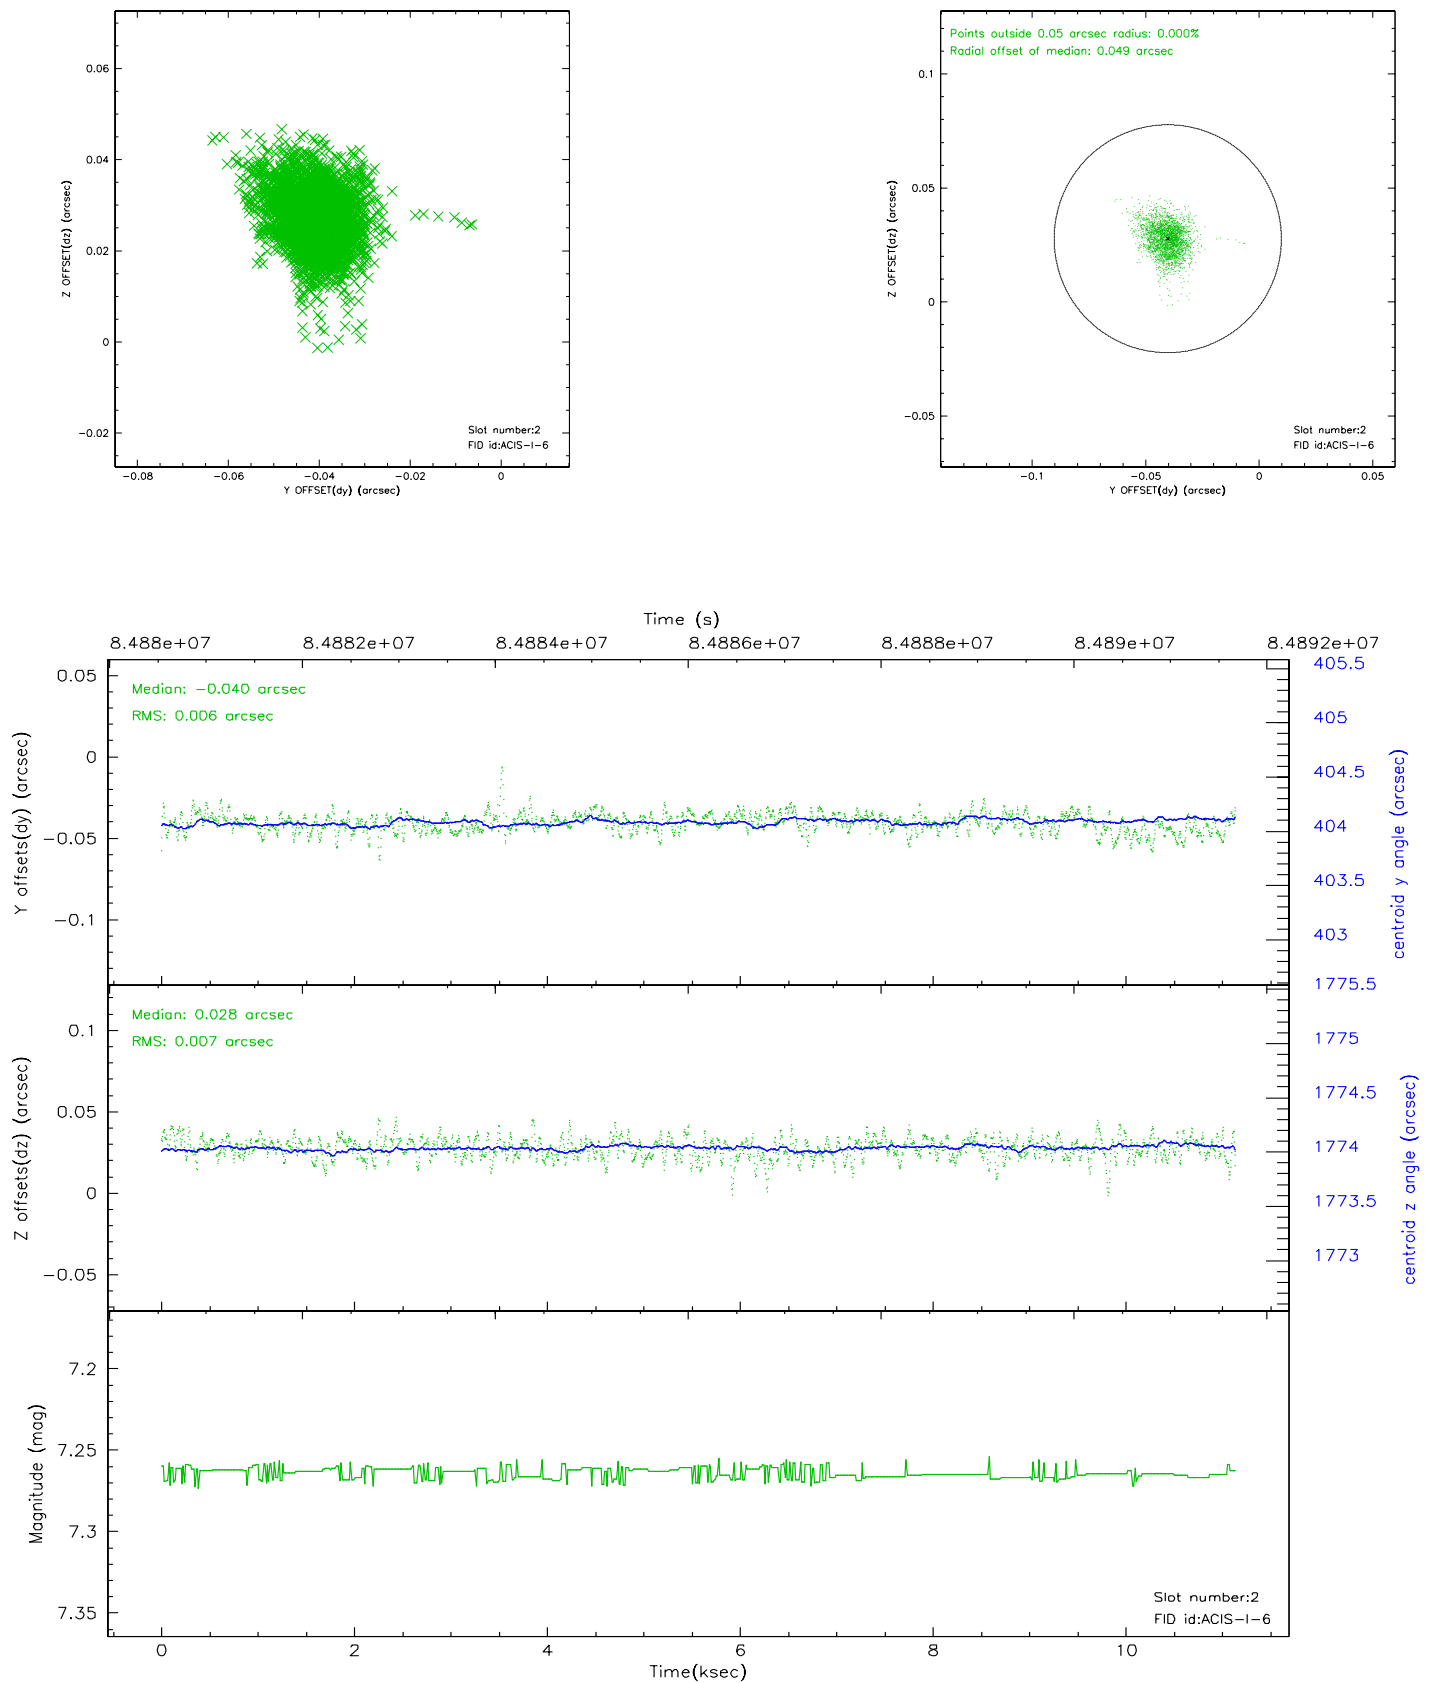 0.06
0.04
0.02
0
−0.02
Z OFFSET(dz) (arcsec)
Slot number:2
FID id:ACIS−I−6
−0.08
−0.06
−0.04
−0.02
0
Y OFFSET(dy) (arcsec)
Points outside 0.05 arcsec radius: 0.000%
Radial offset of median: 0.049 arcsec
0.1
0.05
0
−0.05
Z OFFSET(dz) (arcsec)
Slot number:2
FID id:ACIS−I−6
−0.1
−0.05
0
0.05
Y OFFSET(dy) (arcsec)
Time (s)
8.488e+07
8.4882e+07
8.4884e+07
8.4886e+07
8.4888e+07
8.489e+07
8.4892e+07
Median: −0.040 arcsec
RMS: 0.006 arcsec
0.05
0
−0.05
−0.1
Y offsets(dy) (arcsec)
405.5
405
404.5
404
403.5
403
centroid y angle (arcsec)
Median: 0.028 arcsec
RMS: 0.007 arcsec
0.1
0.05
0
−0.05
Z offsets(dz) (arcsec)
1775.5
1775
1774.5
1774
1773.5
1773
centroid z angle (arcsec)
7.2
7.25
7.3
7.35
Magnitude (mag)
Slot number:2
FID id:ACIS−I−6
0
2
4
6
8
10
Time(ksec)